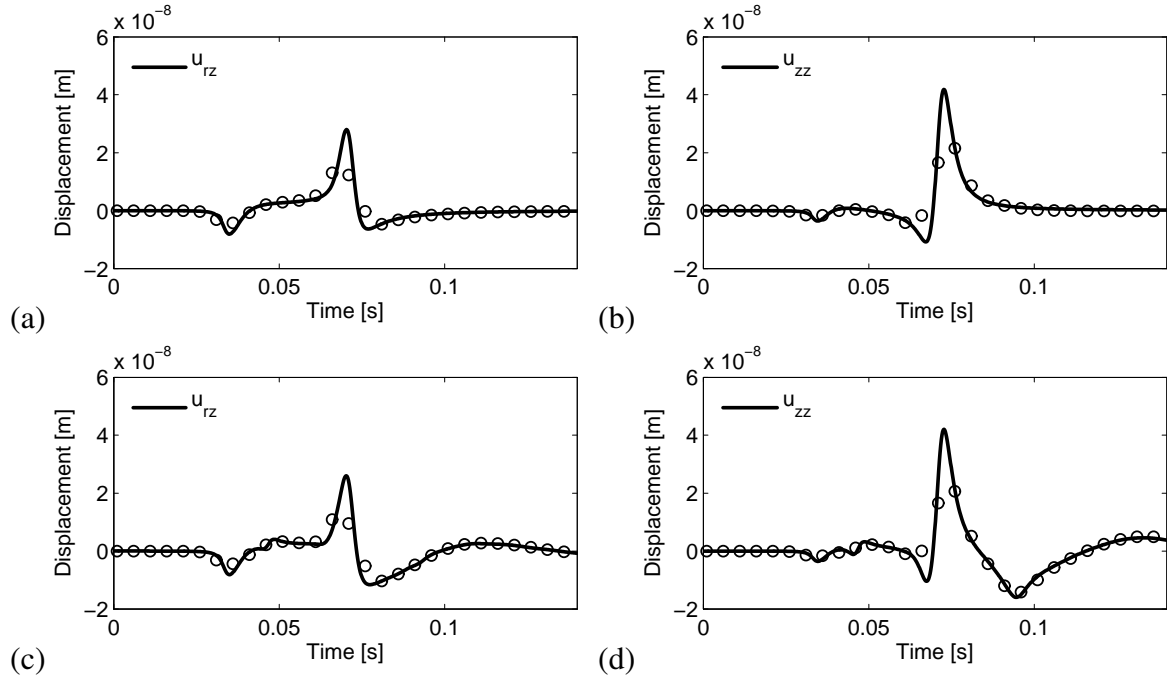 x 10⁻⁸
6
4
2
0
−2
Displacement [m]
u_rz
0
0.05
0.1
Time [s]
(a)
x 10⁻⁸
6
4
2
0
−2
Displacement [m]
u_zz
0
0.05
0.1
Time [s]
(b)
x 10⁻⁸
6
4
2
0
−2
Displacement [m]
u_rz
0
0.05
0.1
Time [s]
(c)
x 10⁻⁸
6
4
2
0
−2
Displacement [m]
u_zz
0
0.05
0.1
Time [s]
(d)